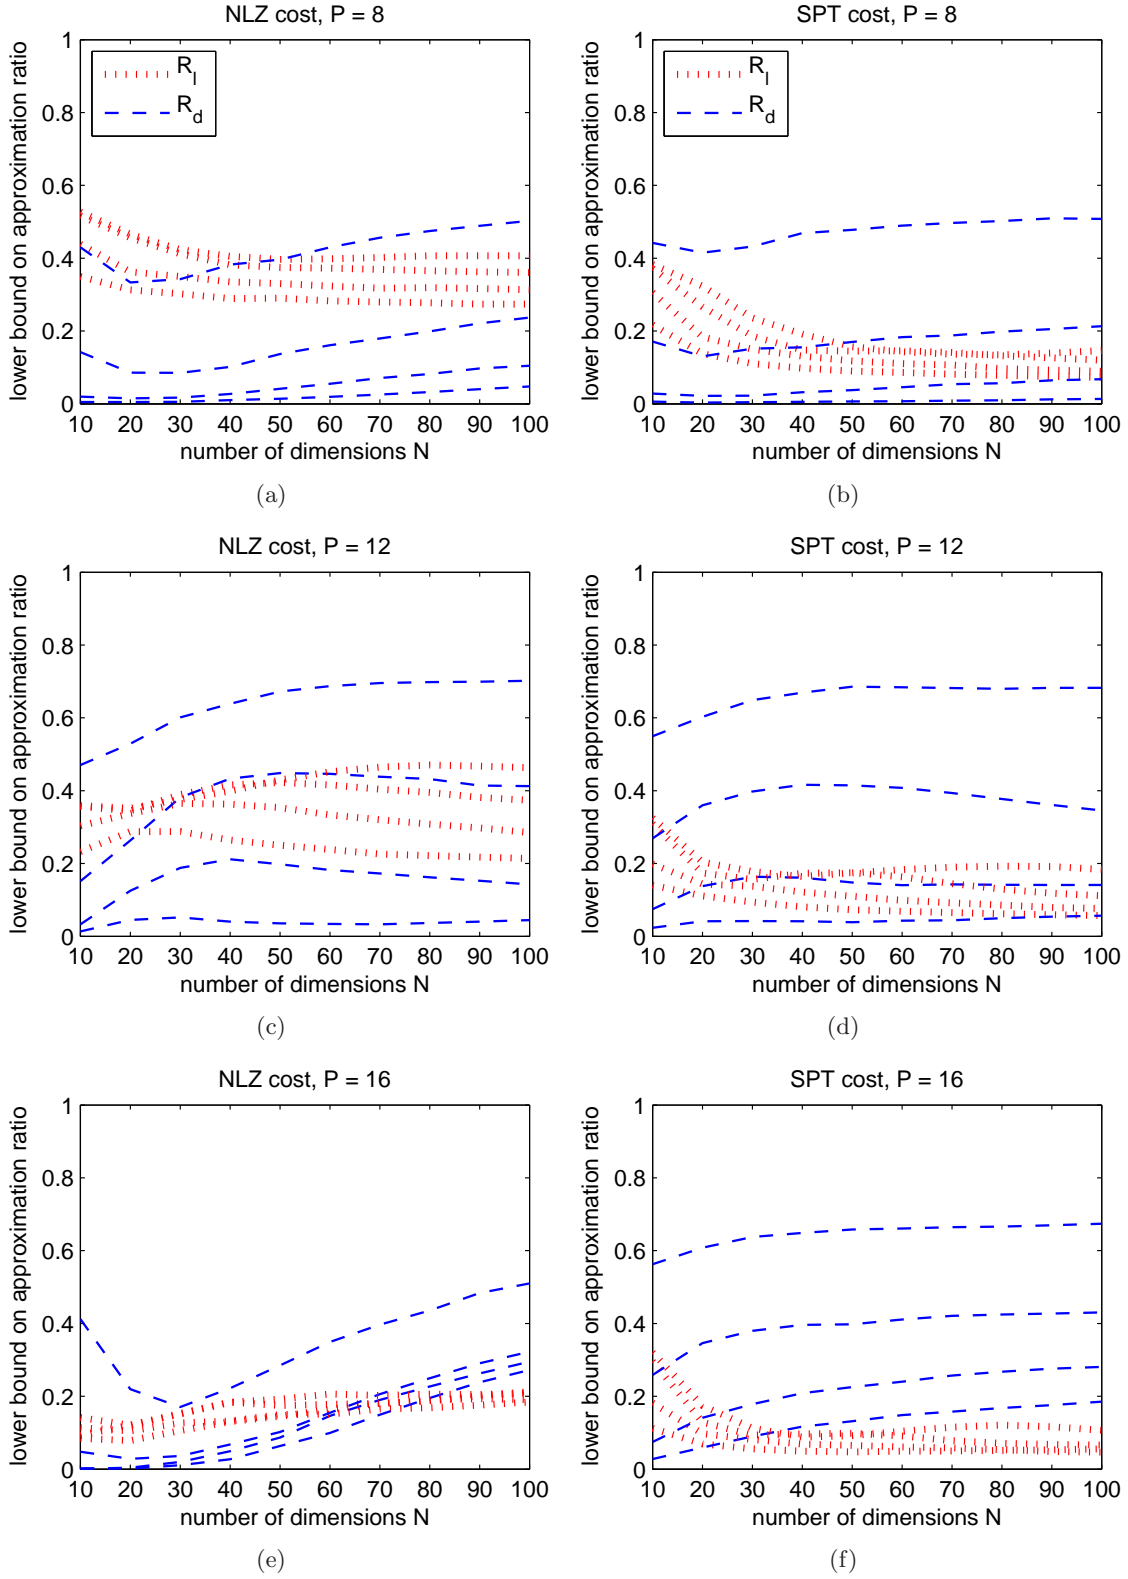 NLZ cost, P = 8
lower bound on approximation ratio
1
0.8
0.6
0.4
0.2
0
R_l
R_d
10 20 30 40 50 60 70 80 90 100
number of dimensions N
(a)
SPT cost, P = 8
lower bound on approximation ratio
1
0.8
0.6
0.4
0.2
0
R_l
R_d
10 20 30 40 50 60 70 80 90 100
number of dimensions N
(b)
NLZ cost, P = 12
lower bound on approximation ratio
1
0.8
0.6
0.4
0.2
0
10 20 30 40 50 60 70 80 90 100
number of dimensions N
(c)
SPT cost, P = 12
lower bound on approximation ratio
1
0.8
0.6
0.4
0.2
0
10 20 30 40 50 60 70 80 90 100
number of dimensions N
(d)
NLZ cost, P = 16
lower bound on approximation ratio
1
0.8
0.6
0.4
0.2
0
10 20 30 40 50 60 70 80 90 100
number of dimensions N
(e)
SPT cost, P = 16
lower bound on approximation ratio
1
0.8
0.6
0.4
0.2
0
10 20 30 40 50 60 70 80 90 100
number of dimensions N
(f)